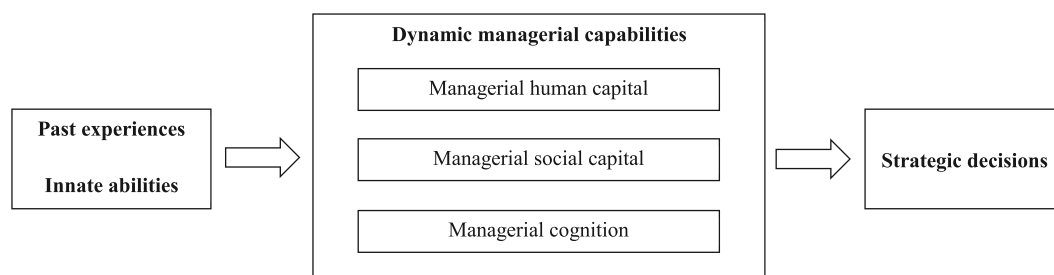 Past experiences
Innate abilities
Dynamic managerial capabilities
Managerial human capital
Managerial social capital
Managerial cognition
Strategic decisions